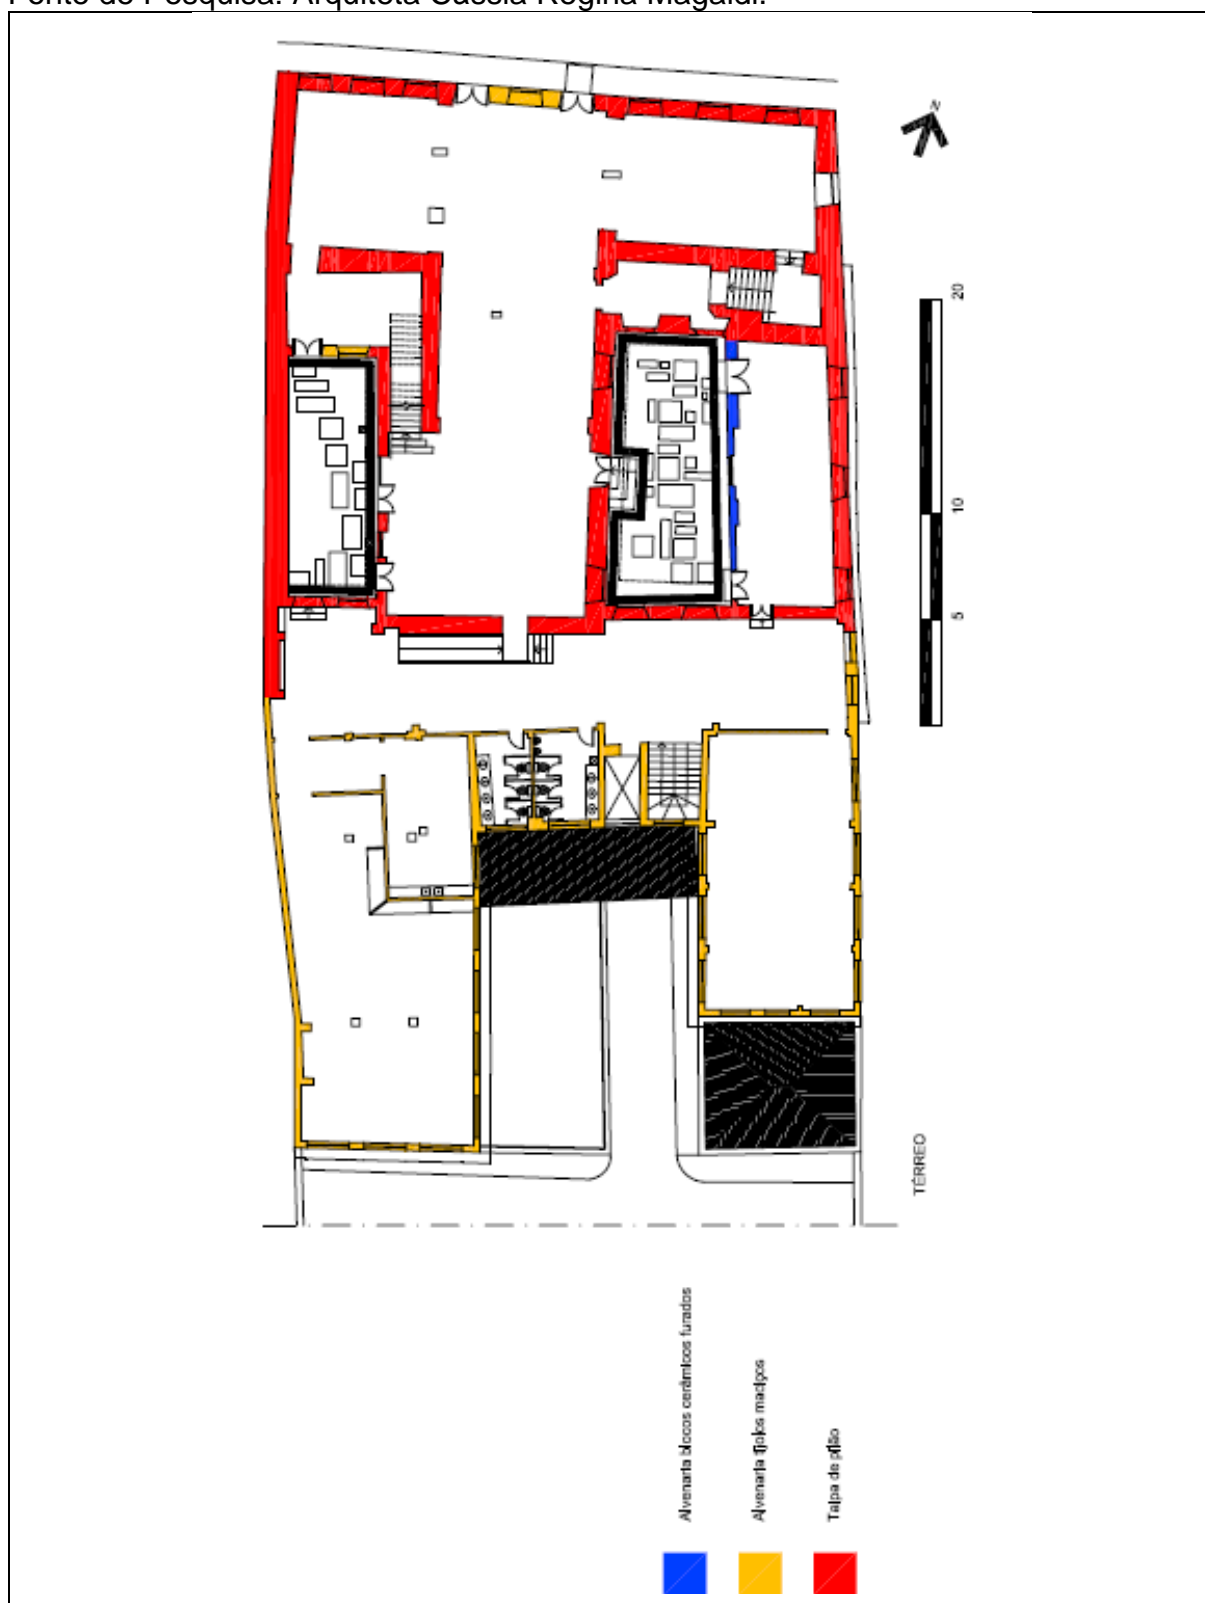 Fonte de Pesquisa: Arquiteta Cássia Regina Magaldi.
N
20
10
5
TÉRREO
Alvenaria blocos cerâmicos furados
Alvenaria tijolos maciços
Taipa de pilão